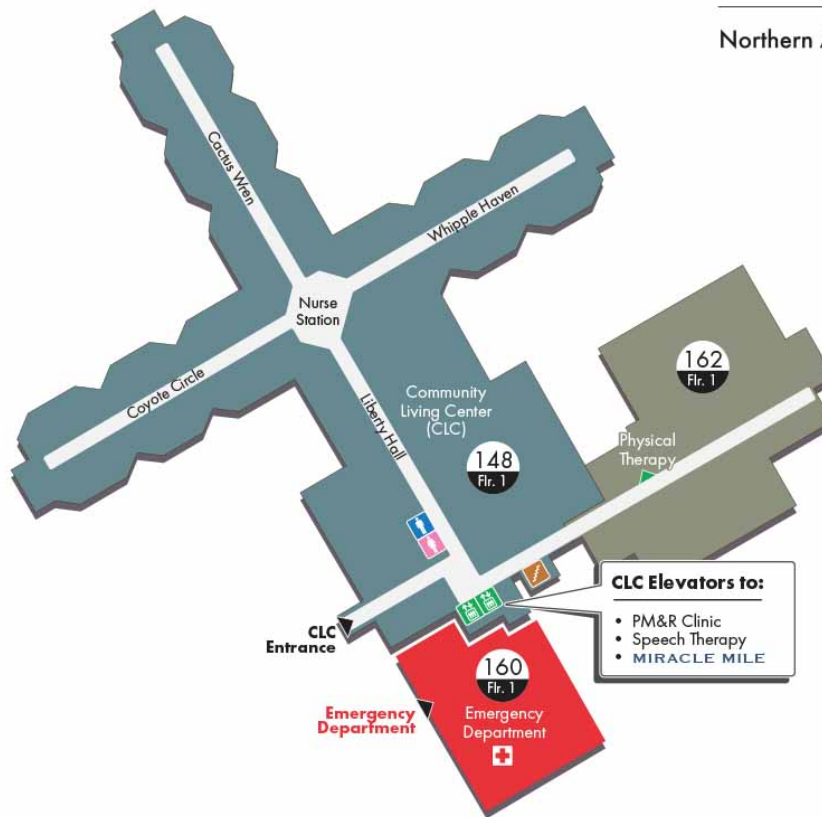 Northern
Cactus Wren
Whipple Haven
Nurse
Station
Coyote Circle
Liberty Hall
Community
Living Center
(CLC)
148
Flr. 1
162
Flr. 1
Physical
Therapy
CLC
Entrance
CLC Elevators to:
• PM&R Clinic
• Speech Therapy
• MIRACLE MILE
160
Flr. 1
Emergency
Department
Emergency
Department